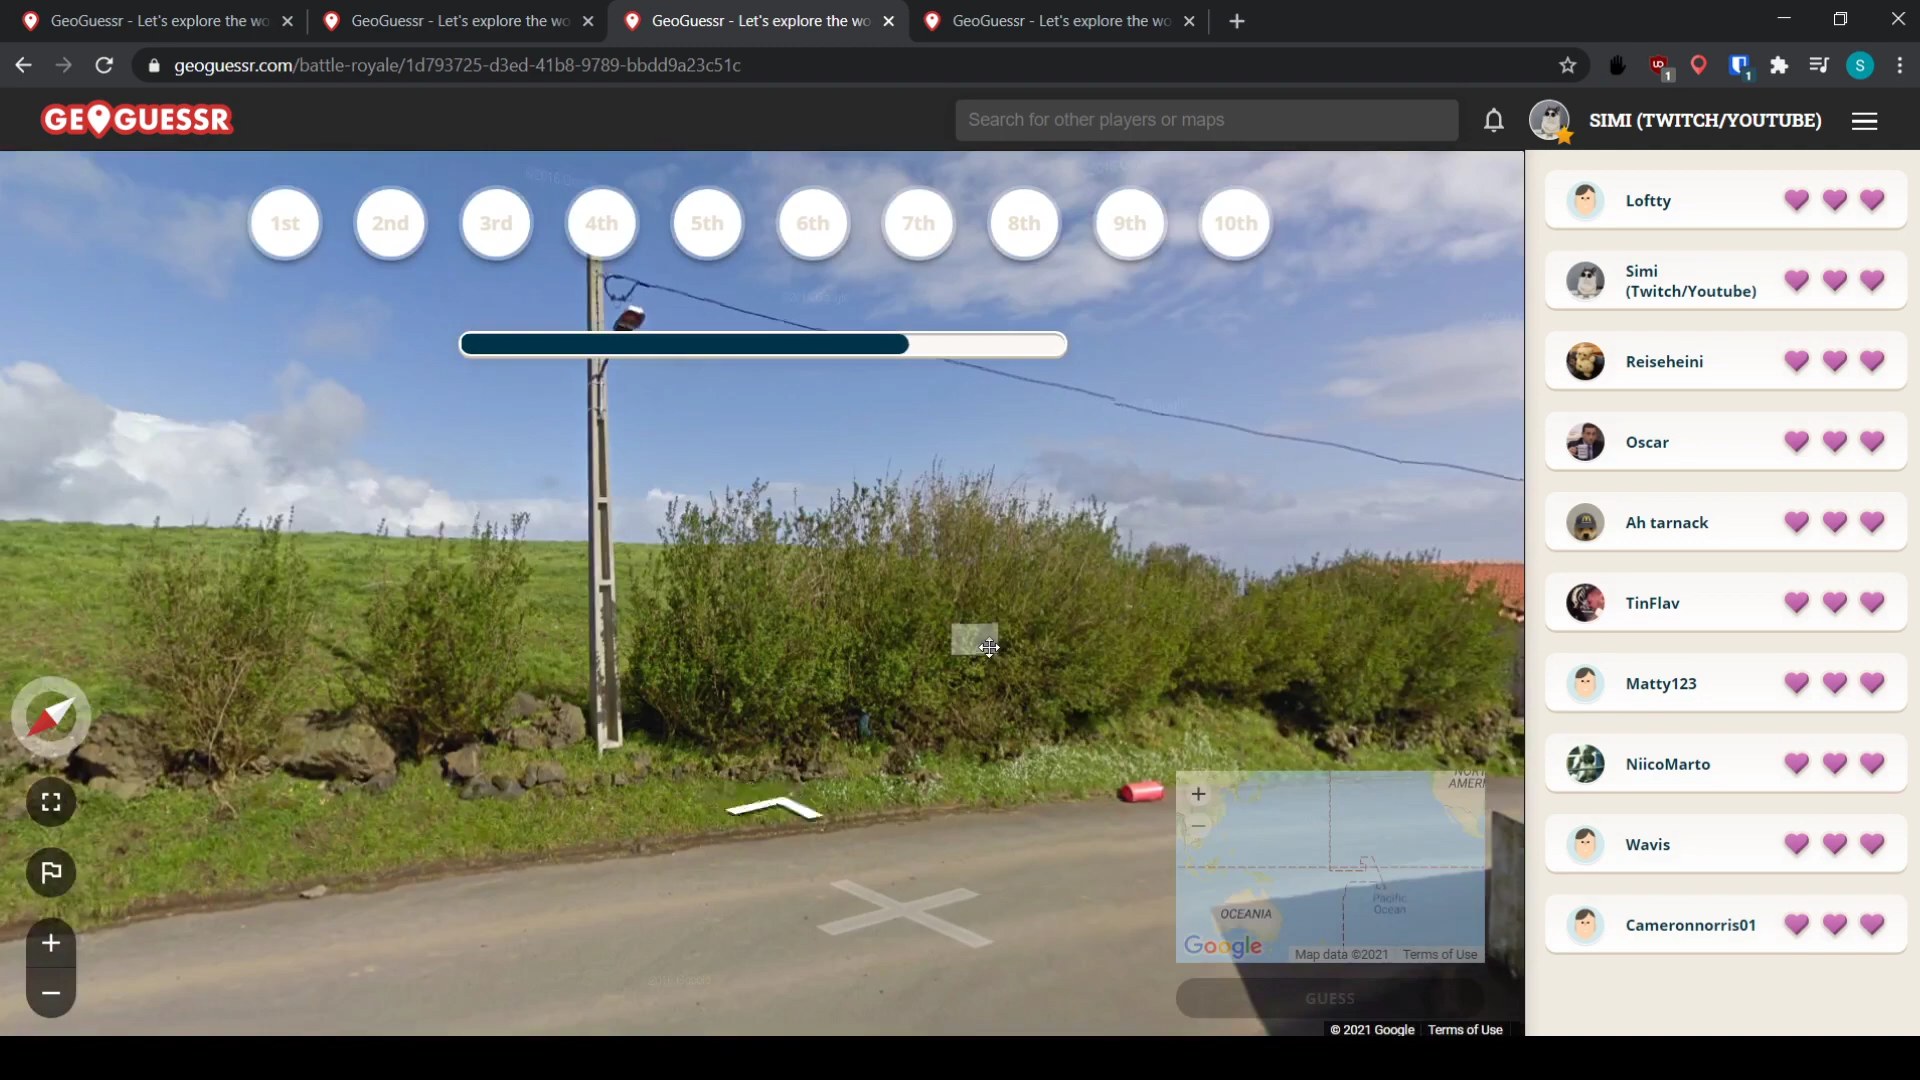 GeoGuessr - Let's explore the wo
GeoGuessr - Let's explore the wo
GeoGuessr - Let's explore the wo
GeoGuessr - Let's explore the wo
geoguessr.com/battle-royale/1d793725-d3ed-41b8-9789-bbdd9a23c51c
1
1
S
GEOGUESSR
Search for other players or maps
SIMI (TWITCH/YOUTUBE)
1st 2nd 3rd 4th 5th 6th 7th 8th 9th 10th
Loftty
Simi
(Twitch/Youtube)
Reiseheini
Oscar
Ah tarnack
TinFlav
Matty123
NiicoMarto
Wavis
Cameronnorris01
NORTH
AMERI
Pacific
Ocean
OCEANIA
Google
Map data ©2021 Terms of Use
GUESS
© 2021 Google Terms of Use